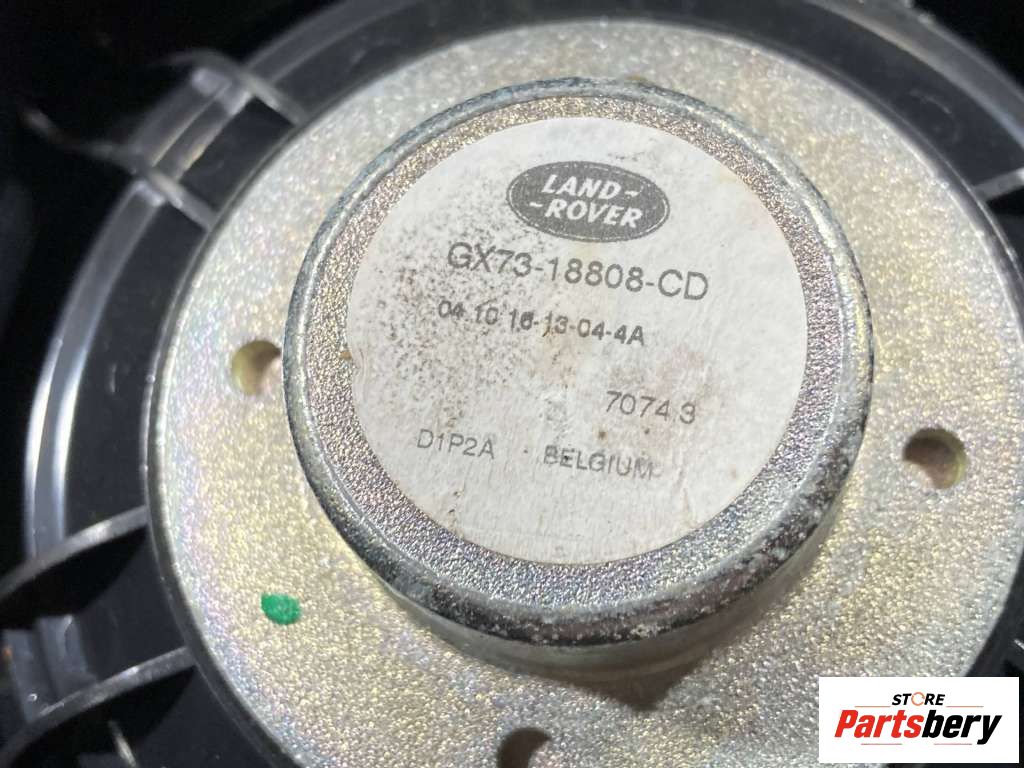 LAND-
-ROVER
GX73-18808-CD
04 10 16-13-04-4A
7074.3
D1P2A BELGIUM
STORE
Partsbery